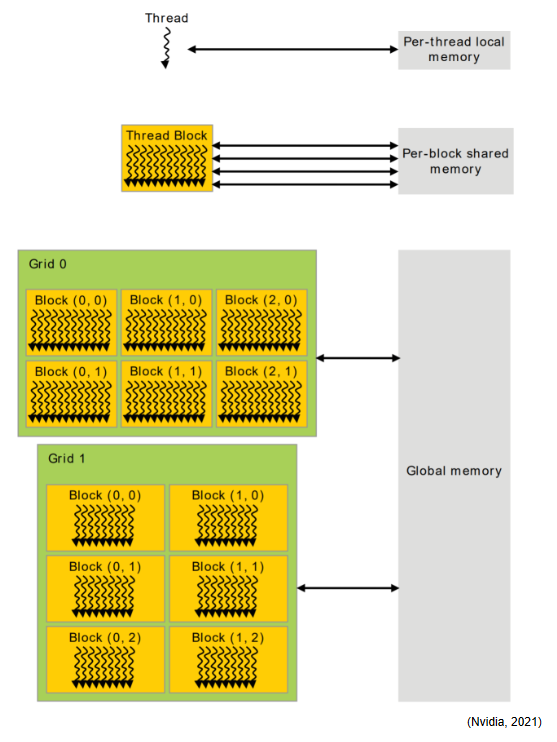 Thread
Per-thread local
memory
Thread Block
Per-block shared
memory
Grid 0
Block (0, 0) Block (1, 0) Block (2, 0)
Block (0, 1) Block (1, 1) Block (2, 1)
Global memory
Grid 1
Block (0, 0) Block (1, 0)
Block (0, 1) Block (1, 1)
Block (0, 2) Block (1, 2)
(Nvidia, 2021)